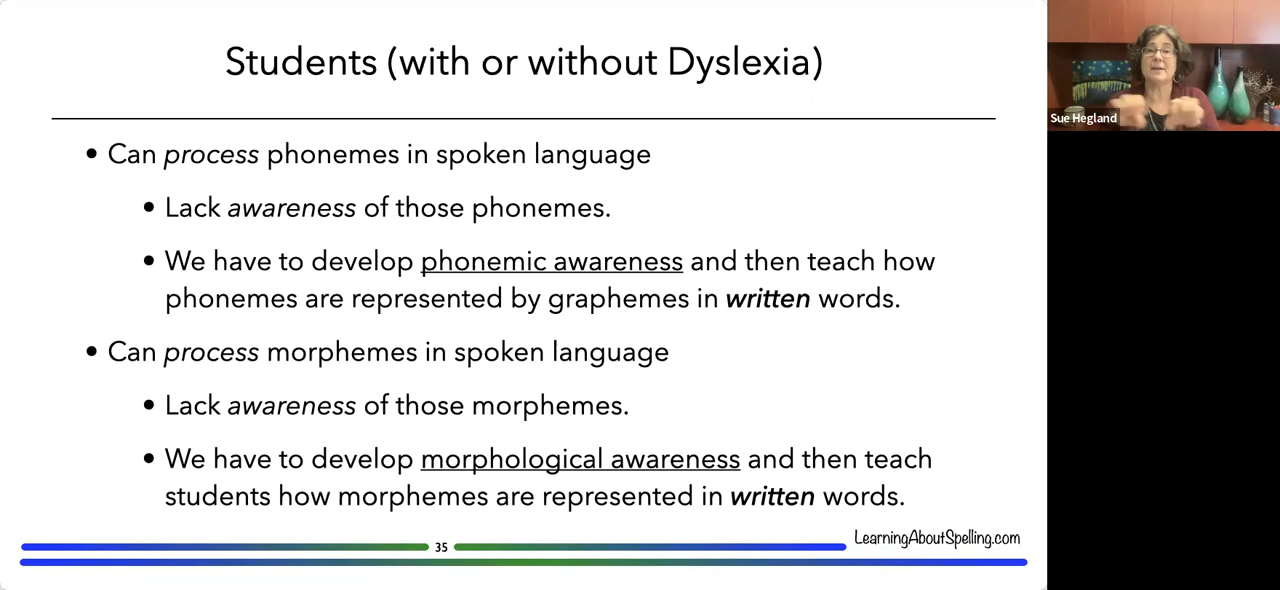 Students (with or without Dyslexia)
• Can process phonemes in spoken language
• Lack awareness of those phonemes.
• We have to develop phonemic awareness and then teach how
phonemes are represented by graphemes in written words.
• Can process morphemes in spoken language
• Lack awareness of those morphemes.
• We have to develop morphological awareness and then teach
students how morphemes are represented in written words.
35
LearningAboutSpelling.com
Sue Hegland